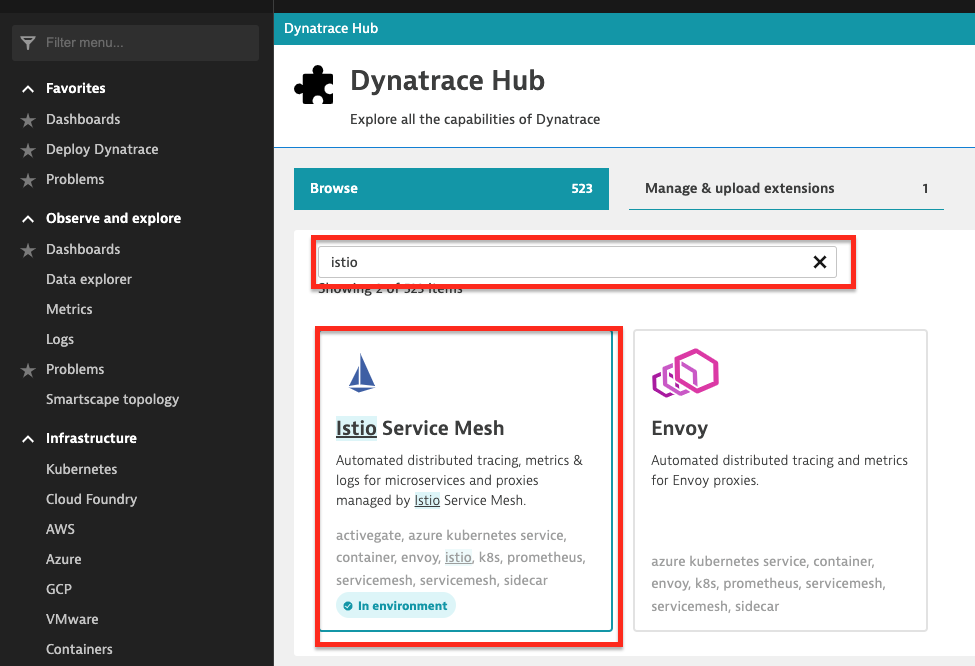 Dynatrace Hub
Filter menu...
Favorites
Dashboards
Deploy Dynatrace
Problems
Observe and explore
Dashboards
Data explorer
Metrics
Logs
Problems
Smartscape topology
Infrastructure
Kubernetes
Cloud Foundry
AWS
Azure
GCP
VMware
Containers
Dynatrace Hub
Explore all the capabilities of Dynatrace
Browse 523
Manage & upload extensions 1
istio
Showing 2 of 523 items
Istio Service Mesh
Automated distributed tracing, metrics &
logs for microservices and proxies
managed by Istio Service Mesh.
activegate, azure kubernetes service,
container, envoy, istio, k8s, prometheus,
servicemesh, servicemesh, sidecar
In environment
Envoy
Automated distributed tracing and metrics
for Envoy proxies.
azure kubernetes service, container,
envoy, k8s, prometheus, servicemesh,
servicemesh, sidecar